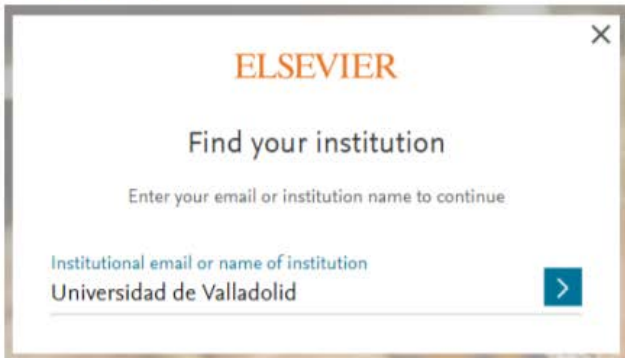 ELSEVIER
Find your institution
Enter your email or institution name to continue
Institutional email or name of institution
Universidad de Valladolid